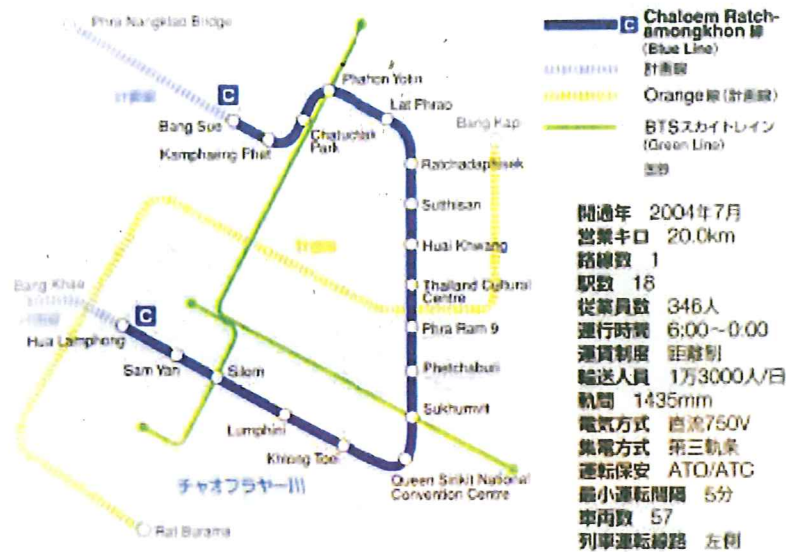 Phra Nangklao Bridge
計画線
C
Bang Sue
Kamphaeng Phet
Chatuchak
Park
Phahon Yothin
Lat Phrao
Bang Kapi
Ratchadaphisek
Sutthisan
Huai Khwang
計画線
Thailand Cultural
Centre
Phra Ram 9
Phetchaburi
Sukhumvit
Queen Sirikit National
Convention Centre
Khlong Toei
Lumphini
Silom
Sam Yan
Hua Lamphong
C
Bang Khae
計画線
チャオプラヤー川
Rat Burana
C Chaloem Ratch-
amongkhon 線
(Blue Line)
計画線
Orange 線(計画線)
BTSスカイトレイン
(Green Line)
国鉄
開通年 2004年7月
営業キロ 20.0km
路線数 1
駅数 18
従業員数 346人
運行時間 6:00~0:00
運賃制度 距離制
輸送人員 1万3000人/日
軌間 1435mm
電気方式 直流750V
集電方式 第三軌条
運転保安 ATO/ATC
最小運転間隔 5分
車両数 57
列車運転線路 左側